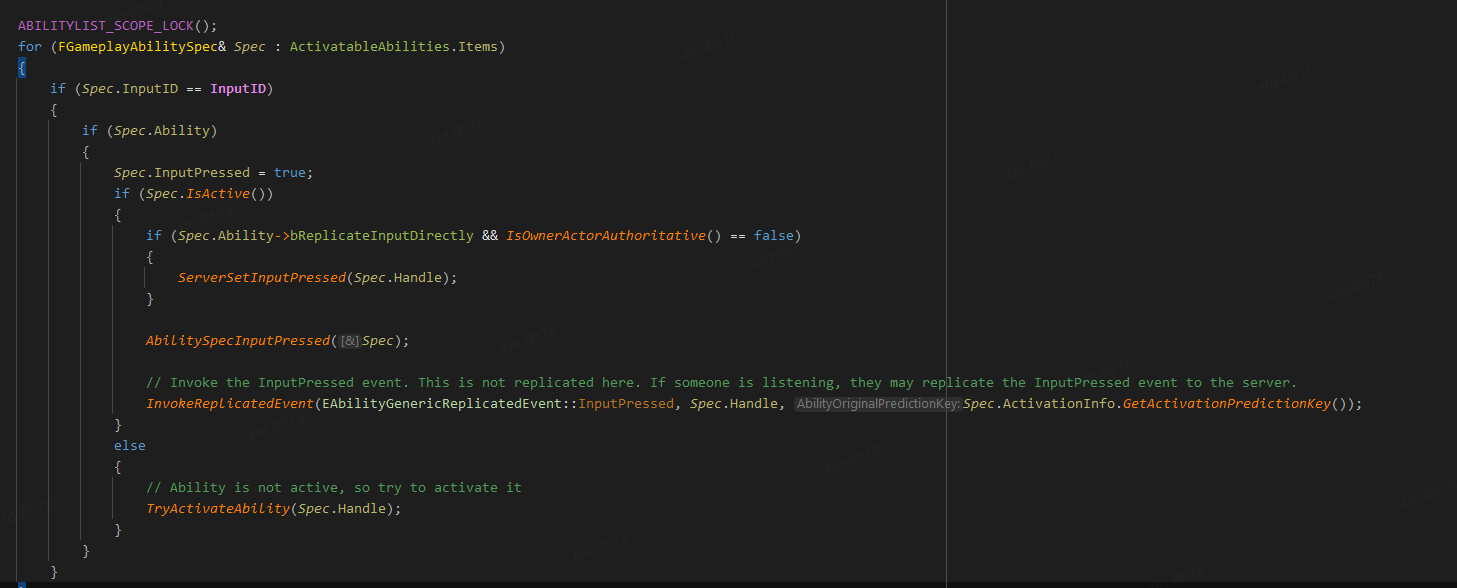 ABILITYLIST_SCOPE_LOCK();
for (FGameplayAbilitySpec& Spec : ActivatableAbilities.Items)
{
if (Spec.InputID == InputID)
{
if (Spec.Ability)
{
Spec.InputPressed = true;
if (Spec.IsActive())
{
if (Spec.Ability->bReplicateInputDirectly && IsOwnerActorAuthoritative() == false)
{
ServerSetInputPressed(Spec.Handle);
}
AbilitySpecInputPressed([&]Spec);
// Invoke the InputPressed event. This is not replicated here. If someone is listening, they may replicate the InputPressed event to the server.
InvokeReplicatedEvent(EAbilityGenericReplicatedEvent::InputPressed, Spec.Handle, AbilityOriginalPredictionKey:Spec.ActivationInfo.GetActivationPredictionKey());
}
else
{
// Ability is not active, so try to activate it
TryActivateAbility(Spec.Handle);
}
}
}